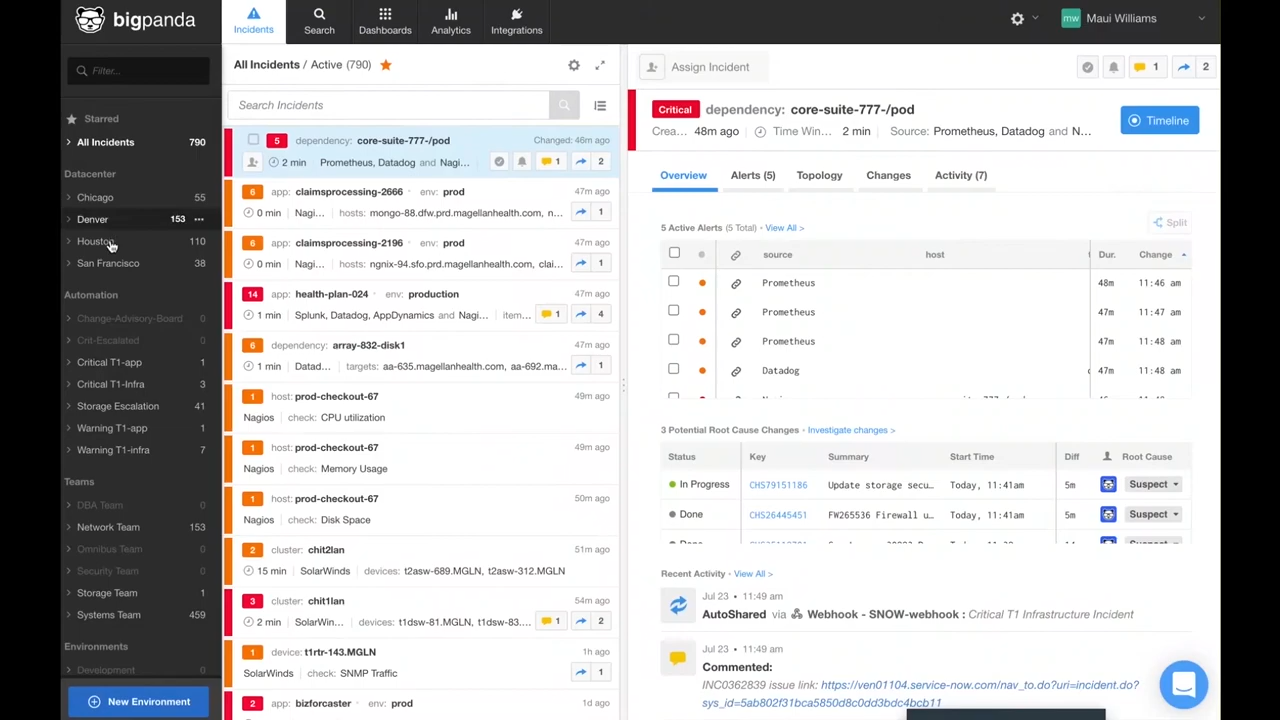 bigpanda
Incidents
Search
Dashboards
Analytics
Integrations
mw
Maui Williams
Filter...
Starred
All Incidents 790
Datacenter
Chicago 55
Denver 153
Houston 110
San Francisco 38
Automation
Change-Advisory-Board 0
Crit-Escalated 0
Critical T1-app 1
Critical T1-Infra 3
Storage Escalation 41
Warning T1-app 1
Warning T1-infra 7
Teams
DBA Team 0
Network Team 153
Omnibus Team 0
Security Team 0
Storage Team 1
Systems Team 459
Environments
Development 0
New Environment
All Incidents / Active (790)
Search Incidents
5 dependency: core-suite-777-/pod Changed: 46m ago
2 min Prometheus, Datadog and Nagi... 1 2
6 app: claimsprocessing-2666 · env: prod 47m ago
0 min Nagi... hosts: mongo-88.dfw.prd.magellanhealth.com, n... 1
6 app: claimsprocessing-2196 · env: prod 47m ago
0 min Nagi... hosts: ngnix-94.sfo.prd.magellanhealth.com, clai... 1
14 app: health-plan-024 · env: production 47m ago
1 min Splunk, Datadog, AppDynamics and Nagi... item... 1 4
6 dependency: array-832-disk1 47m ago
1 min Datad... targets: aa-635.magellanhealth.com, aa-692.ma... 1
1 host: prod-checkout-67 49m ago
Nagios check: CPU utilization
1 host: prod-checkout-67 49m ago
Nagios check: Memory Usage
1 host: prod-checkout-67 50m ago
Nagios check: Disk Space
2 cluster: chit2lan 51m ago
15 min SolarWinds devices: t2asw-689.MGLN, t2asw-312.MGLN
3 cluster: chit1lan 54m ago
2 min SolarWin... devices: t1dsw-81.MGLN, t1dsw-83.... 1 2
1 device: t1rtr-143.MGLN 1h ago
SolarWinds check: SNMP Traffic 1
2 app: bizforcaster · env: prod 1d ago
Assign Incident 1 2
Critical dependency: core-suite-777-/pod
Crea... 48m ago Time Win... 2 min Source: Prometheus, Datadog and N...
Timeline
Overview Alerts (5) Topology Changes Activity (7)
Split
5 Active Alerts (5 Total) • View All >
source host Dur. Change
Prometheus 48m 11:46 am
Prometheus 47m 11:47 am
Prometheus 47m 11:48 am
Datadog 47m 11:48 am
3 Potential Root Cause Changes • Investigate changes >
Status Key Summary Start Time Diff Root Cause
In Progress CHS79151186 Update storage secu... Today, 11:41am 5m Suspect
Done CHS26445451 FW265536 Firewall u... Today, 11:41am 5m Suspect
Recent Activity • View All >
Jul 23 • 11:49 am
AutoShared via Webhook - SNOW-webhook : Critical T1 Infrastructure Incident
Jul 23 • 11:49 am
Commented:
INC0362839 issue link: https://ven01104.service-now.com/nav_to.do?uri=incident.do?
sys_id=5ab802f31bca5850d8c0dd3bdc4bcb11